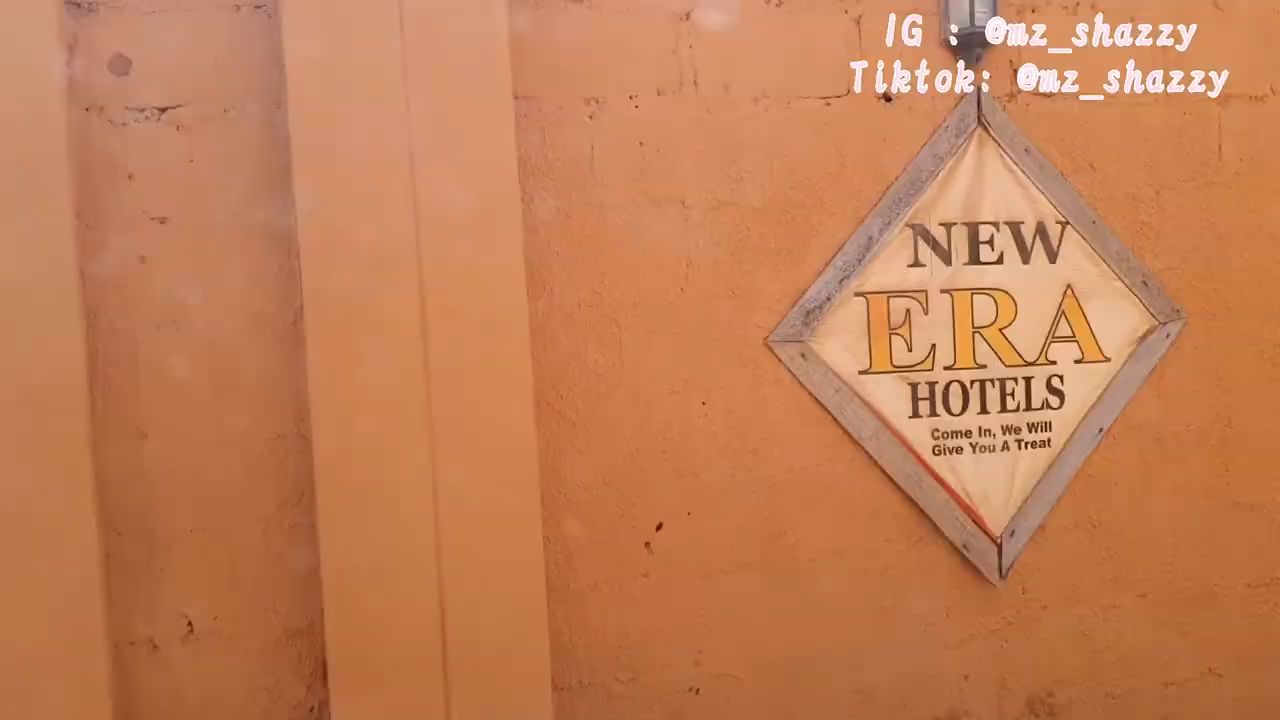 IG : @mz_shazzy
Tiktok: @mz_shazzy
NEW
ERA
HOTELS
Come In, We Will
Give You A Treat